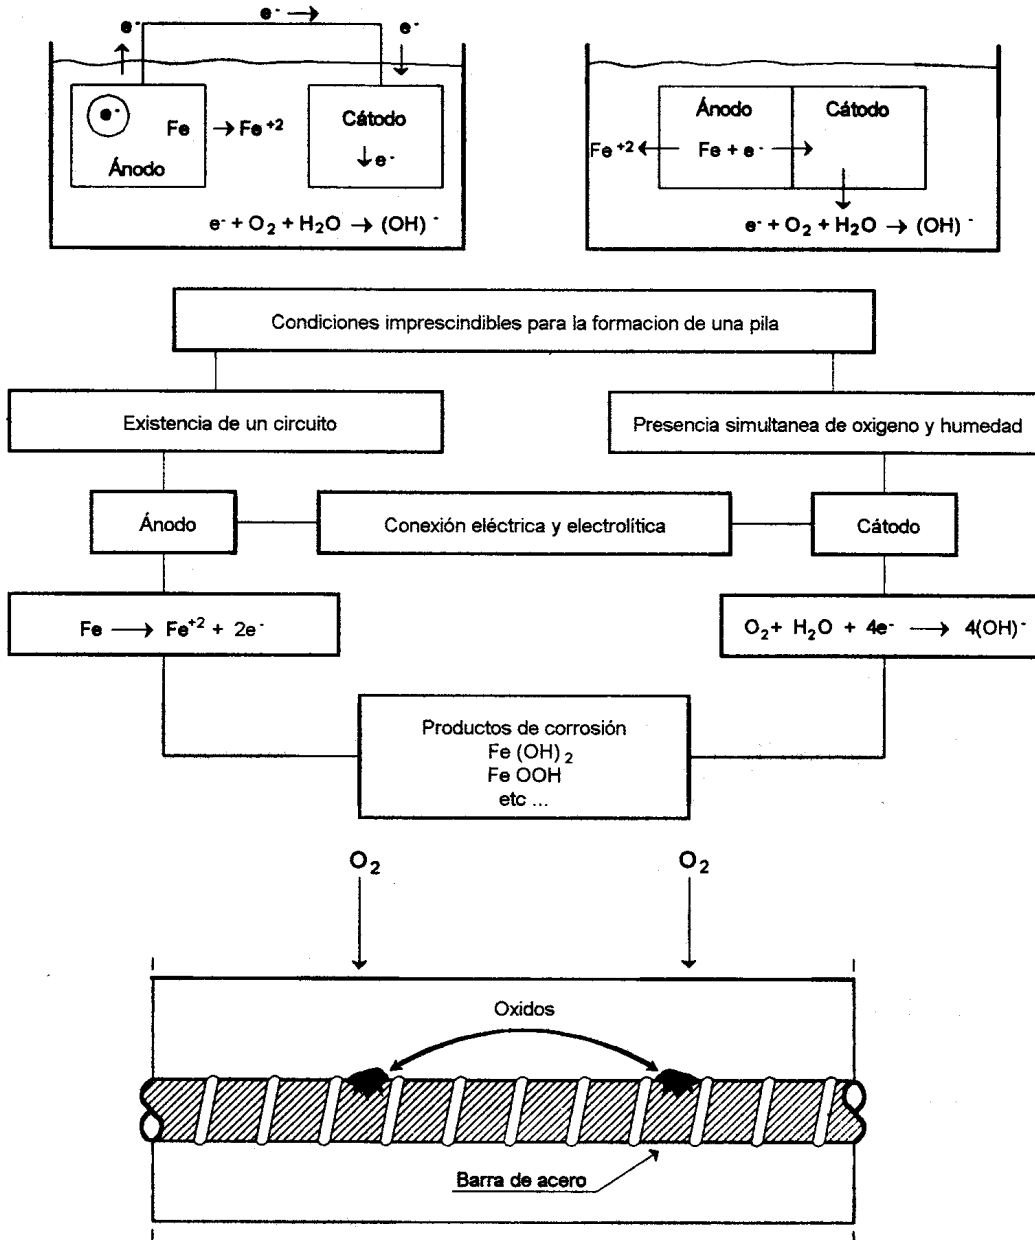 e⁻ →
e⁻
e⁻
e⁻
Fe → Fe⁺²
Ánodo
Cátodo
↓e⁻
e⁻ + O₂ + H₂O → (OH)⁻
Ánodo
Cátodo
Fe⁺² ← Fe + e⁻ →
e⁻ + O₂ + H₂O → (OH)⁻
Condiciones imprescindibles para la formacion de una pila
Existencia de un circuito
Presencia simultanea de oxigeno y humedad
Ánodo
Conexión eléctrica y electrolítica
Cátodo
Fe → Fe⁺² + 2e⁻
O₂+ H₂O + 4e⁻ → 4(OH)⁻
Productos de corrosión
Fe (OH)₂
Fe OOH
etc ...
O₂
O₂
Oxidos
Barra de acero